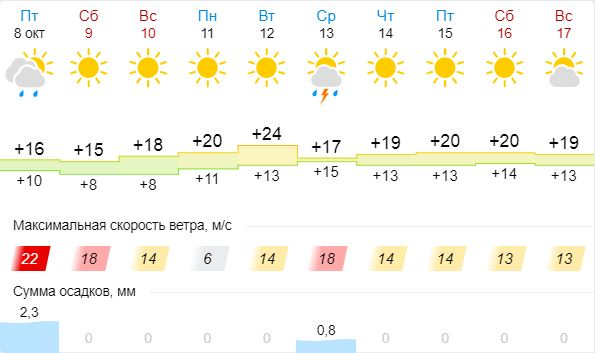 Пт Сб Вс Пн Вт Ср Чт Пт Сб Вс
8 окт 9 10 11 12 13 14 15 16 17
+16 +15 +18 +20 +24 +17 +19 +20 +20 +19
+10 +8 +8 +11 +13 +15 +13 +13 +14 +13
Максимальная скорость ветра, м/с
22 18 14 6 14 18 14 14 13 13
Сумма осадков, мм
2,3 0 0 0 0 0,8 0 0 0 0